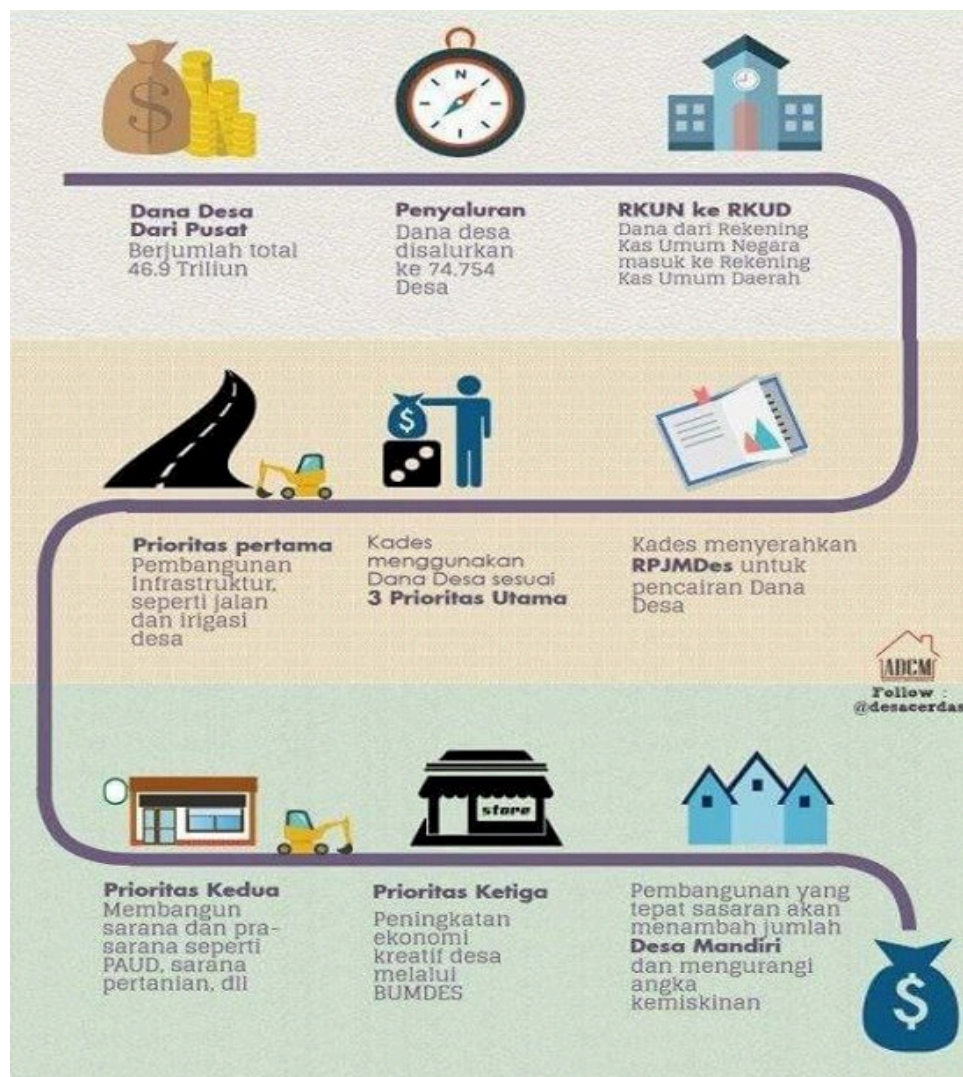 N
Dana Desa
Dari Pusat
Berjumlah total
46.9 Triliun
Penyaluran
Dana desa
disalurkan
ke 74.754
Desa
RKUN ke RKUD
Dana dari Rekening
Kas Umum Negara
masuk ke Rekening
Kas Umum Daerah
Kades menyerahkan
RPJMDes untuk
pencairan Dana
Desa
Kades
menggunakan
Dana Desa sesuai
3 Prioritas Utama
Prioritas pertama
Pembangunan
Infrastruktur,
seperti jalan
dan irigasi
desa
ADCM
Follow :
@desacerdas
Prioritas Kedua
Membangun
sarana dan pra-
sarana seperti
PAUD, sarana
pertanian, dll
store
Prioritas Ketiga
Peningkatan
ekonomi
kreatif desa
melalui
BUMDES
Pembangunan yang
tepat sasaran akan
menambah jumlah
Desa Mandiri
dan mengurangi
angka
kemiskinan